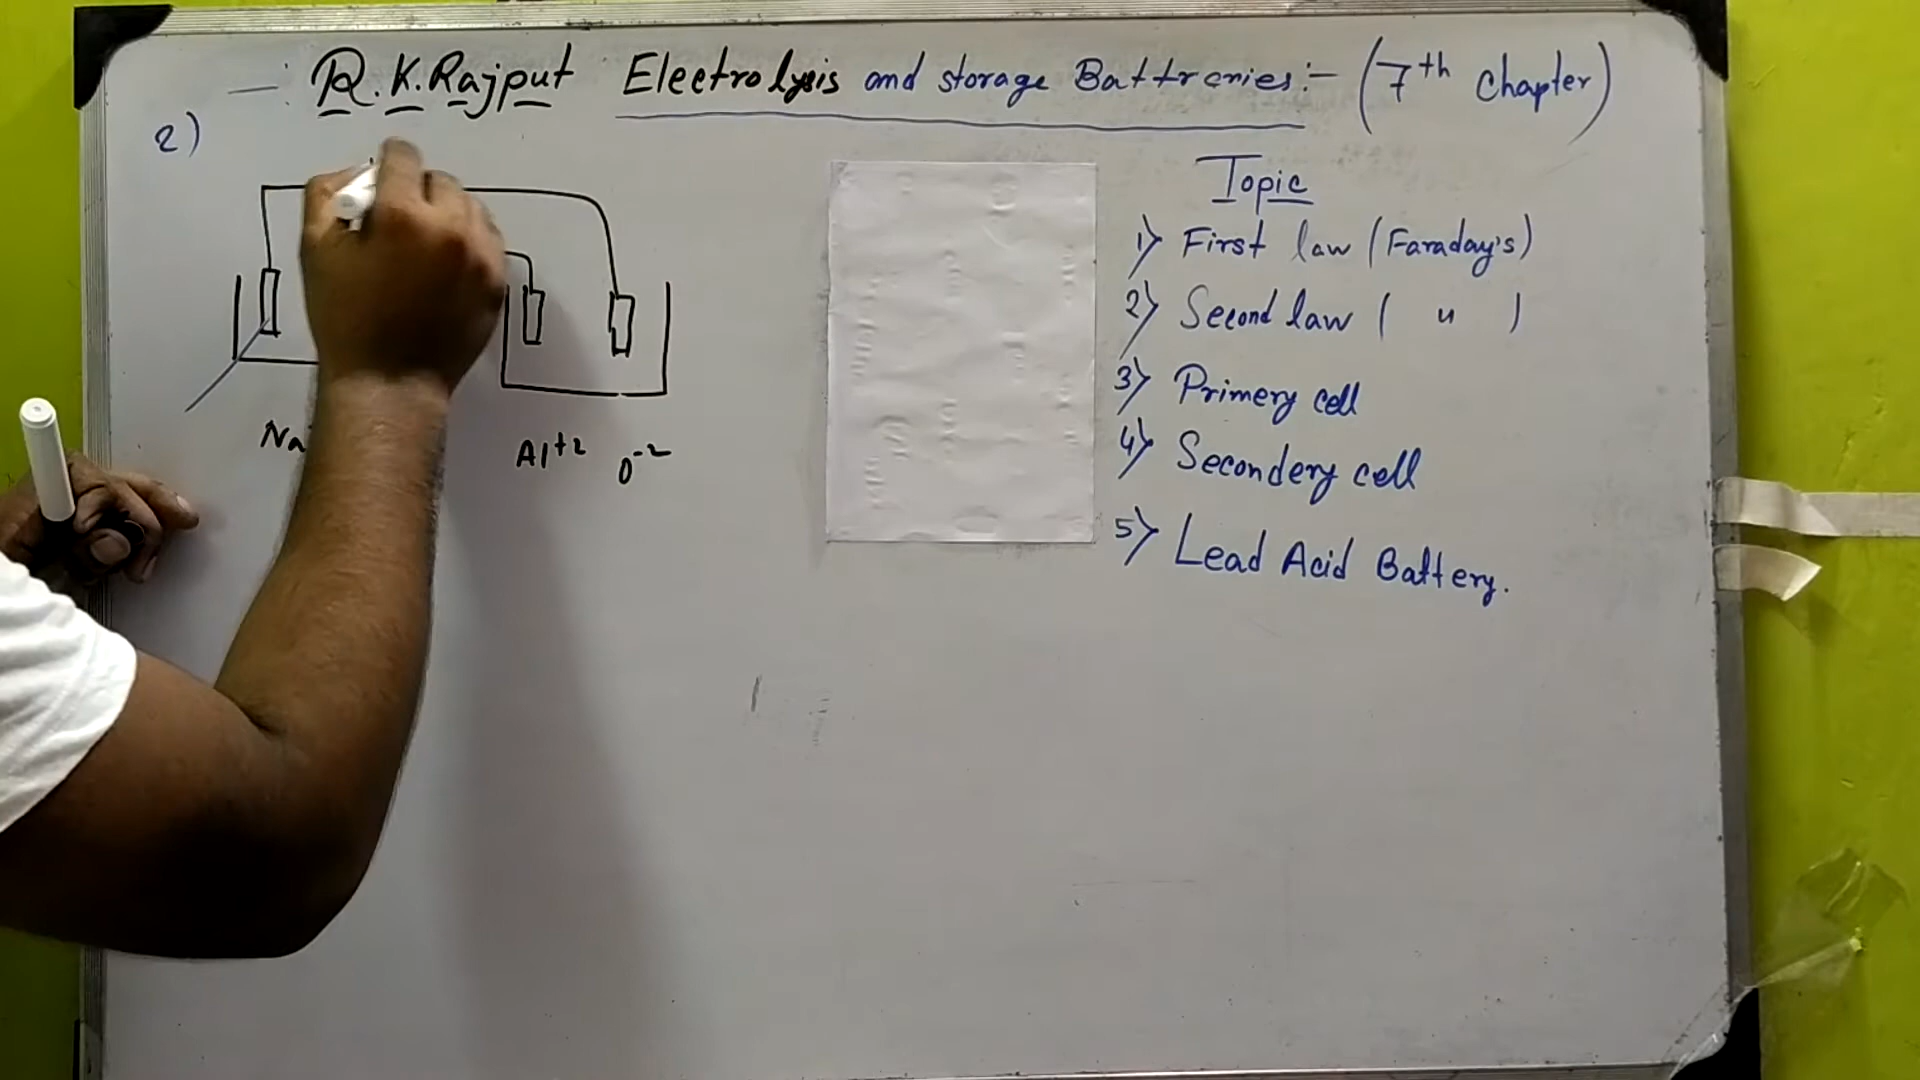 —: R.K.Rajput Electrolysis and storage Battreries:- (7th chapter)
2)
Topic
1) First law (Faraday's)
2) Second law ( " )
3) Primery cell
4) Secondery cell
5) Lead Acid Battery.
Na
Al+2 O-2